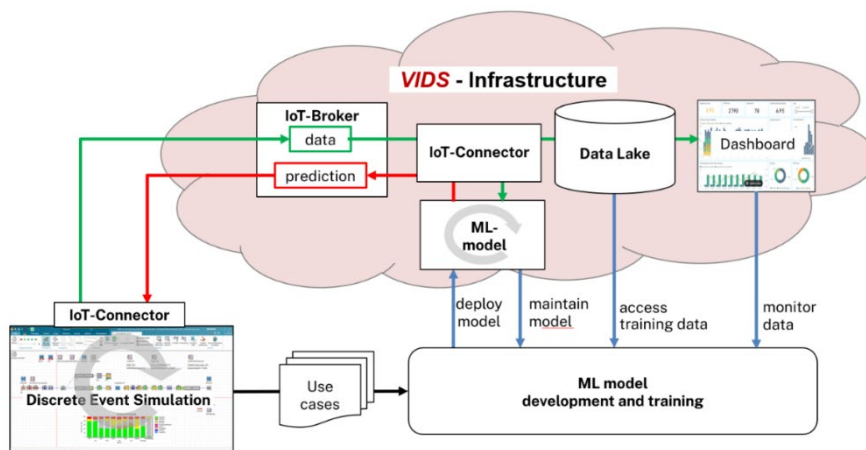 VIDS - Infrastructure
IoT-Broker
data
prediction
IoT-Connector
Data Lake
Dashboard
ML-
model
deploy
model
maintain
model
access
training data
monitor
data
IoT-Connector
Discrete Event Simulation
Use
cases
ML model
development and training